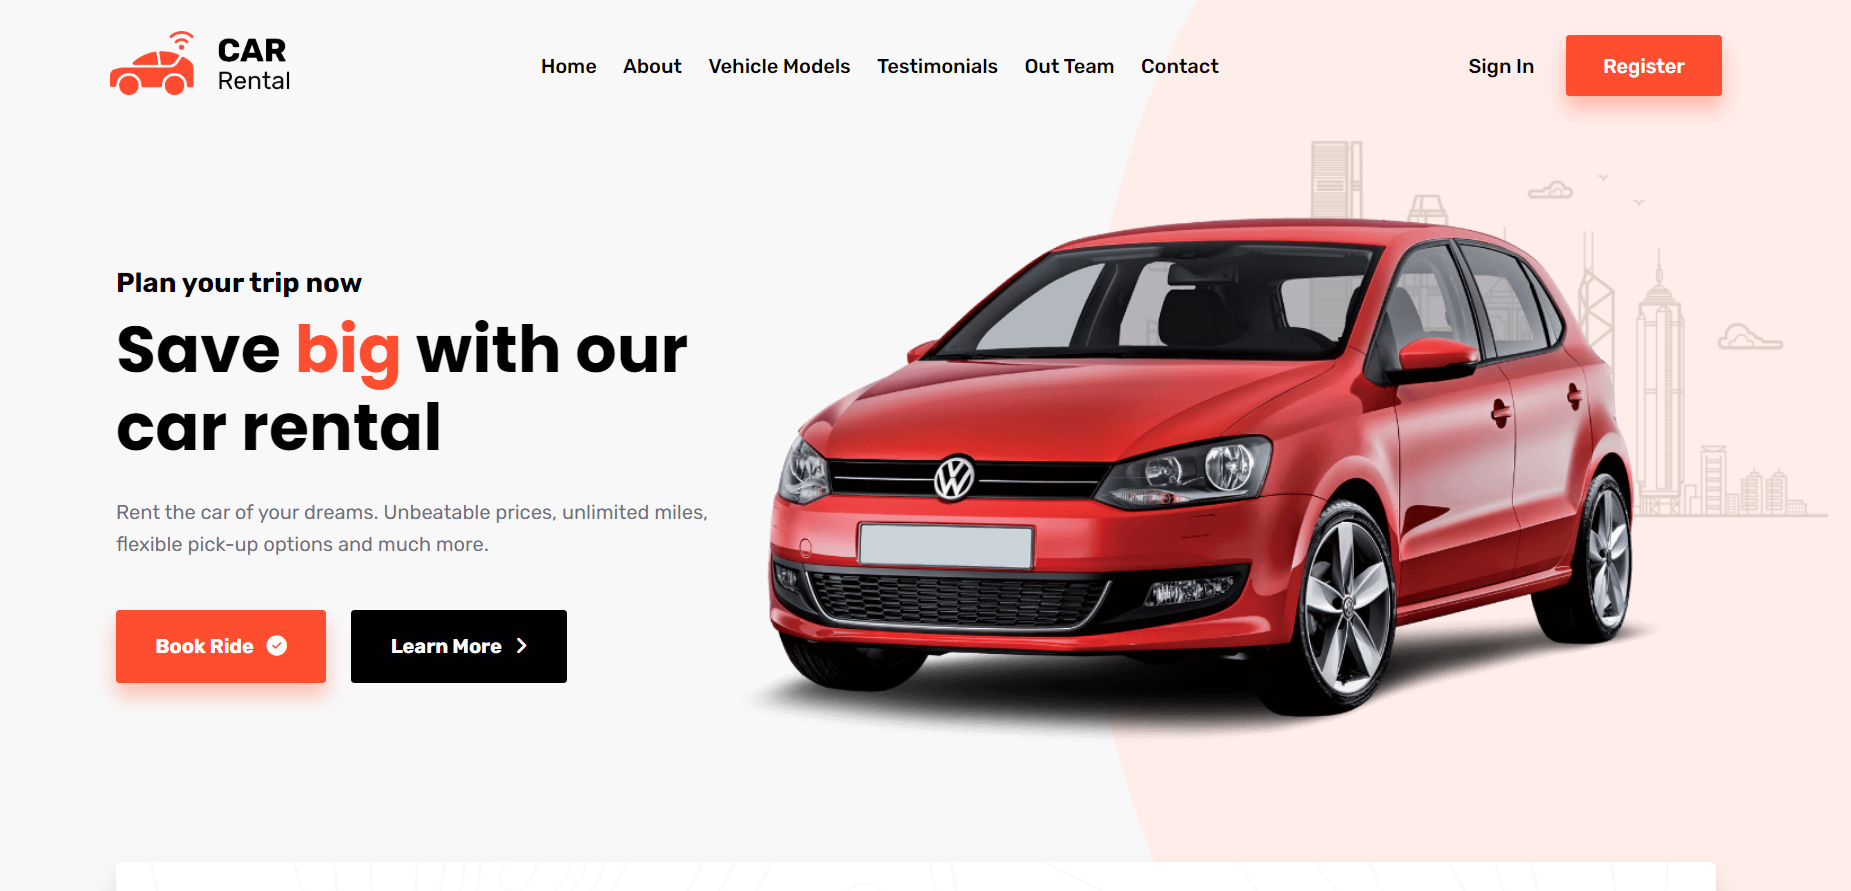 CAR
Rental
Home About Vehicle Models Testimonials Out Team Contact
Sign In Register
Plan your trip now
Save big with our
car rental
Rent the car of your dreams. Unbeatable prices, unlimited miles,
flexible pick-up options and much more.
Book Ride Learn More